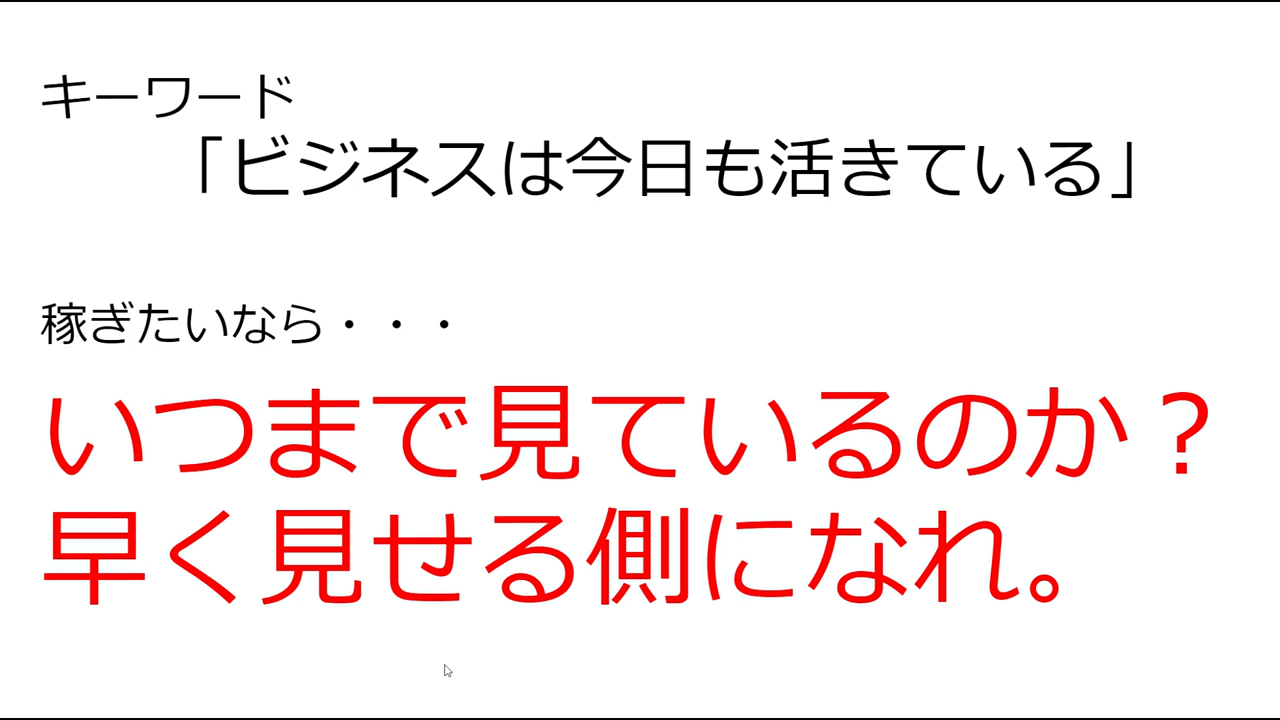 キーワード
「ビジネスは今日も活きている」
稼ぎたいなら・・・
いつまで見ているのか？
早く見せる側になれ。